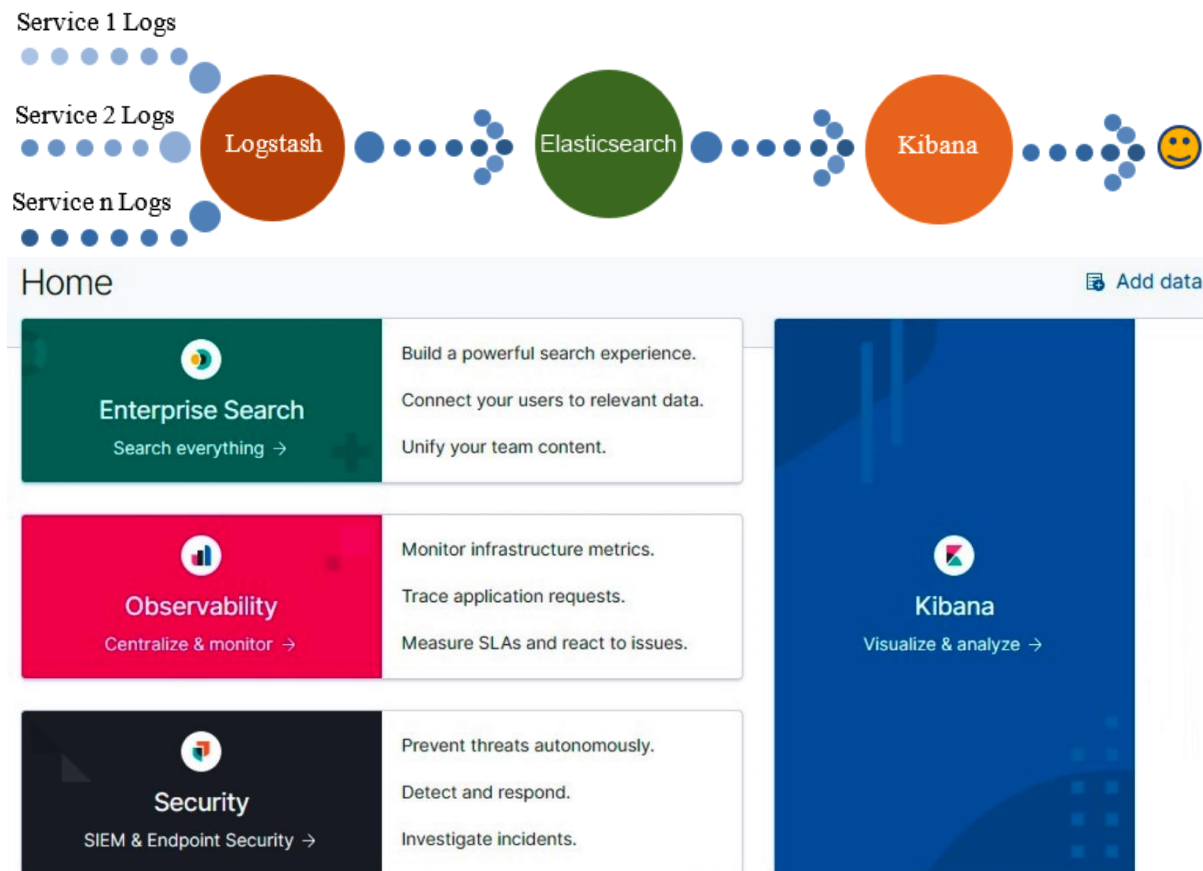 Service 1 Logs
Service 2 Logs
Service n Logs
Logstash
Elasticsearch
Kibana
Home
Add data
Enterprise Search
Search everything →
Build a powerful search experience.
Connect your users to relevant data.
Unify your team content.
Observability
Centralize & monitor →
Monitor infrastructure metrics.
Trace application requests.
Measure SLAs and react to issues.
Security
SIEM & Endpoint Security →
Prevent threats autonomously.
Detect and respond.
Investigate incidents.
Kibana
Visualize & analyze →